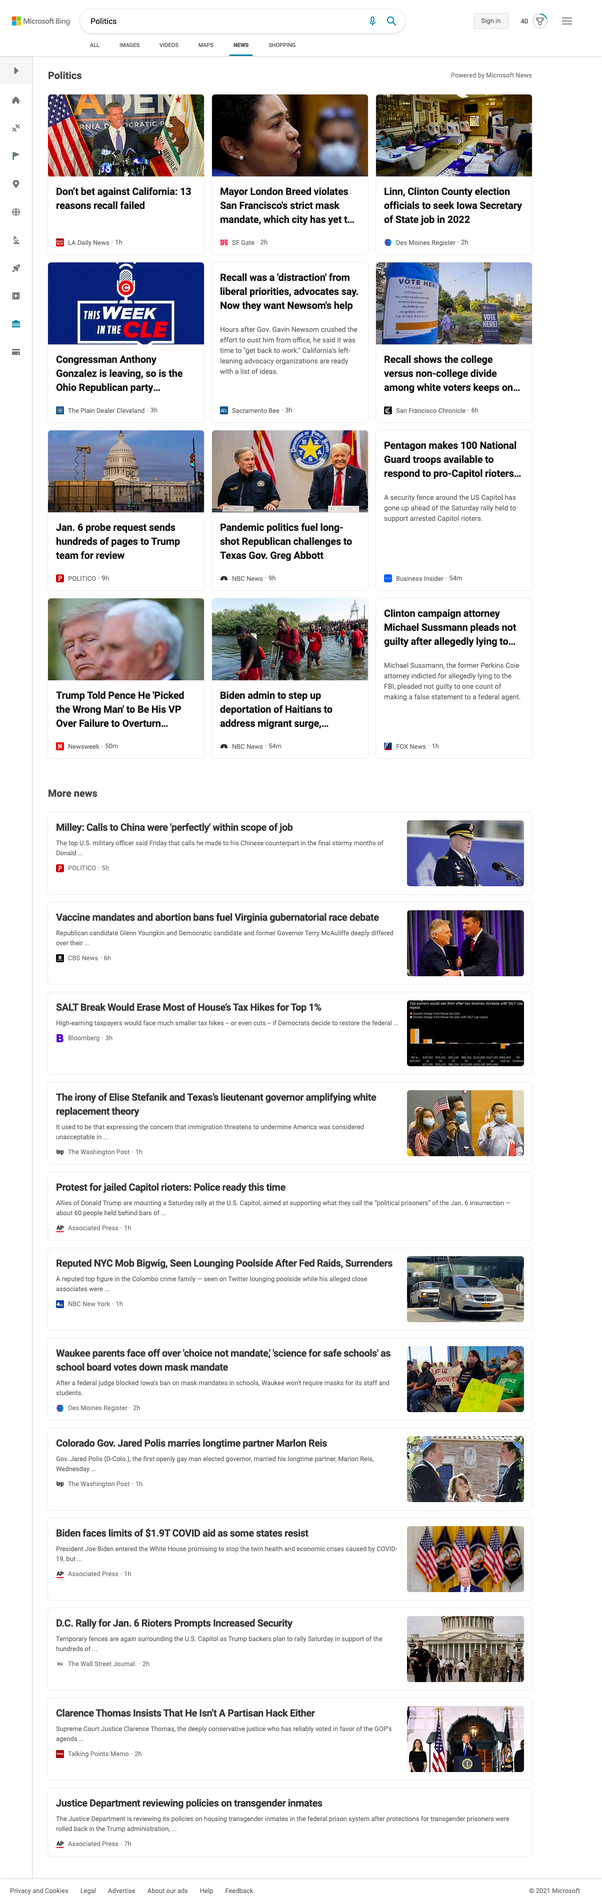 Microsoft Bing
Politics
Sign in
40
ALL
IMAGES
VIDEOS
MAPS
NEWS
SHOPPING
Politics
Powered by Microsoft News
Don't bet against California: 13
reasons recall failed
LA Daily News · 1h
Mayor London Breed violates
San Francisco's strict mask
mandate, which city has yet t...
SF Gate · 2h
Linn, Clinton County election
officials to seek Iowa Secretary
of State job in 2022
Des Moines Register · 2h
THIS WEEK
IN THE CLE
Congressman Anthony
Gonzalez is leaving, so is the
Ohio Republican party...
The Plain Dealer Cleveland · 3h
Recall was a 'distraction' from
liberal priorities, advocates say.
Now they want Newsom's help
Hours after Gov. Gavin Newsom crushed the
effort to oust him from office, he said it was
time to "get back to work." California's left-
leaning advocacy organizations are ready
with a list of ideas.
Sacramento Bee · 3h
VOTE HERE
VOTE
HERE!
Recall shows the college
versus non-college divide
among white voters keeps on...
San Francisco Chronicle · 6h
Jan. 6 probe request sends
hundreds of pages to Trump
team for review
POLITICO · 9h
Pandemic politics fuel long-
shot Republican challenges to
Texas Gov. Greg Abbott
NBC News · 9h
Pentagon makes 100 National
Guard troops available to
respond to pro-Capitol rioters...
A security fence around the US Capitol has
gone up ahead of the Saturday rally held to
support arrested Capitol rioters.
Business Insider · 54m
Trump Told Pence He 'Picked
the Wrong Man' to Be His VP
Over Failure to Overturn...
Newsweek · 50m
Biden admin to step up
deportation of Haitians to
address migrant surge,...
NBC News · 54m
Clinton campaign attorney
Michael Sussmann pleads not
guilty after allegedly lying to...
Michael Sussmann, the former Perkins Coie
attorney indicted for allegedly lying to the
FBI, pleaded not guilty to one count of
making a false statement to a federal agent.
FOX News · 1h
More news
Milley: Calls to China were 'perfectly' within scope of job
The top U.S. military officer said Friday that calls he made to his Chinese counterpart in the final stormy months of
Donald ...
POLITICO · 5h
Vaccine mandates and abortion bans fuel Virginia gubernatorial race debate
Republican candidate Glenn Youngkin and Democratic candidate and former Governor Terry McAuliffe deeply differed
over their ...
CBS News · 6h
SALT Break Would Erase Most of House's Tax Hikes for Top 1%
High-earning taxpayers would face much smaller tax hikes -- or even cuts -- if Democrats decide to restore the federal ...
Bloomberg · 3h
The irony of Elise Stefanik and Texas's lieutenant governor amplifying white
replacement theory
It used to be that expressing the concern that immigration threatens to undermine America was considered
unacceptable in ...
The Washington Post · 1h
Protest for jailed Capitol rioters: Police ready this time
Allies of Donald Trump are mounting a Saturday rally at the U.S. Capitol, aimed at supporting what they call the "political prisoners" of the Jan. 6 insurrection —
about 60 people held behind bars of ...
Associated Press · 1h
Reputed NYC Mob Bigwig, Seen Lounging Poolside After Fed Raids, Surrenders
A reputed top figure in the Colombo crime family — seen on Twitter lounging poolside while his alleged close
associates were ...
NBC New York · 1h
Waukee parents face off over 'choice not mandate,' 'science for safe schools' as
school board votes down mask mandate
After a federal judge blocked Iowa's ban on mask mandates in schools, Waukee won't require masks for its staff and
students.
Des Moines Register · 2h
Colorado Gov. Jared Polis marries longtime partner Marlon Reis
Gov. Jared Polis (D-Colo.), the first openly gay man elected governor, married his longtime partner, Marlon Reis,
Wednesday ...
The Washington Post · 1h
Biden faces limits of $1.9T COVID aid as some states resist
President Joe Biden entered the White House promising to stop the twin health and economic crises caused by COVID-
19, but ...
Associated Press · 1h
D.C. Rally for Jan. 6 Rioters Prompts Increased Security
Temporary fences are again surrounding the U.S. Capitol as Trump backers plan to rally Saturday in support of the
hundreds of ...
The Wall Street Journal. · 2h
Clarence Thomas Insists That He Isn't A Partisan Hack Either
Supreme Court Justice Clarence Thomas, the deeply conservative justice who has reliably voted in favor of the GOP's
agenda ...
Talking Points Memo · 2h
Justice Department reviewing policies on transgender inmates
The Justice Department is reviewing its policies on housing transgender inmates in the federal prison system after protections for transgender prisoners were
rolled back in the Trump administration, ...
Associated Press · 7h
Privacy and Cookies
Legal
Advertise
About our ads
Help
Feedback
© 2021 Microsoft